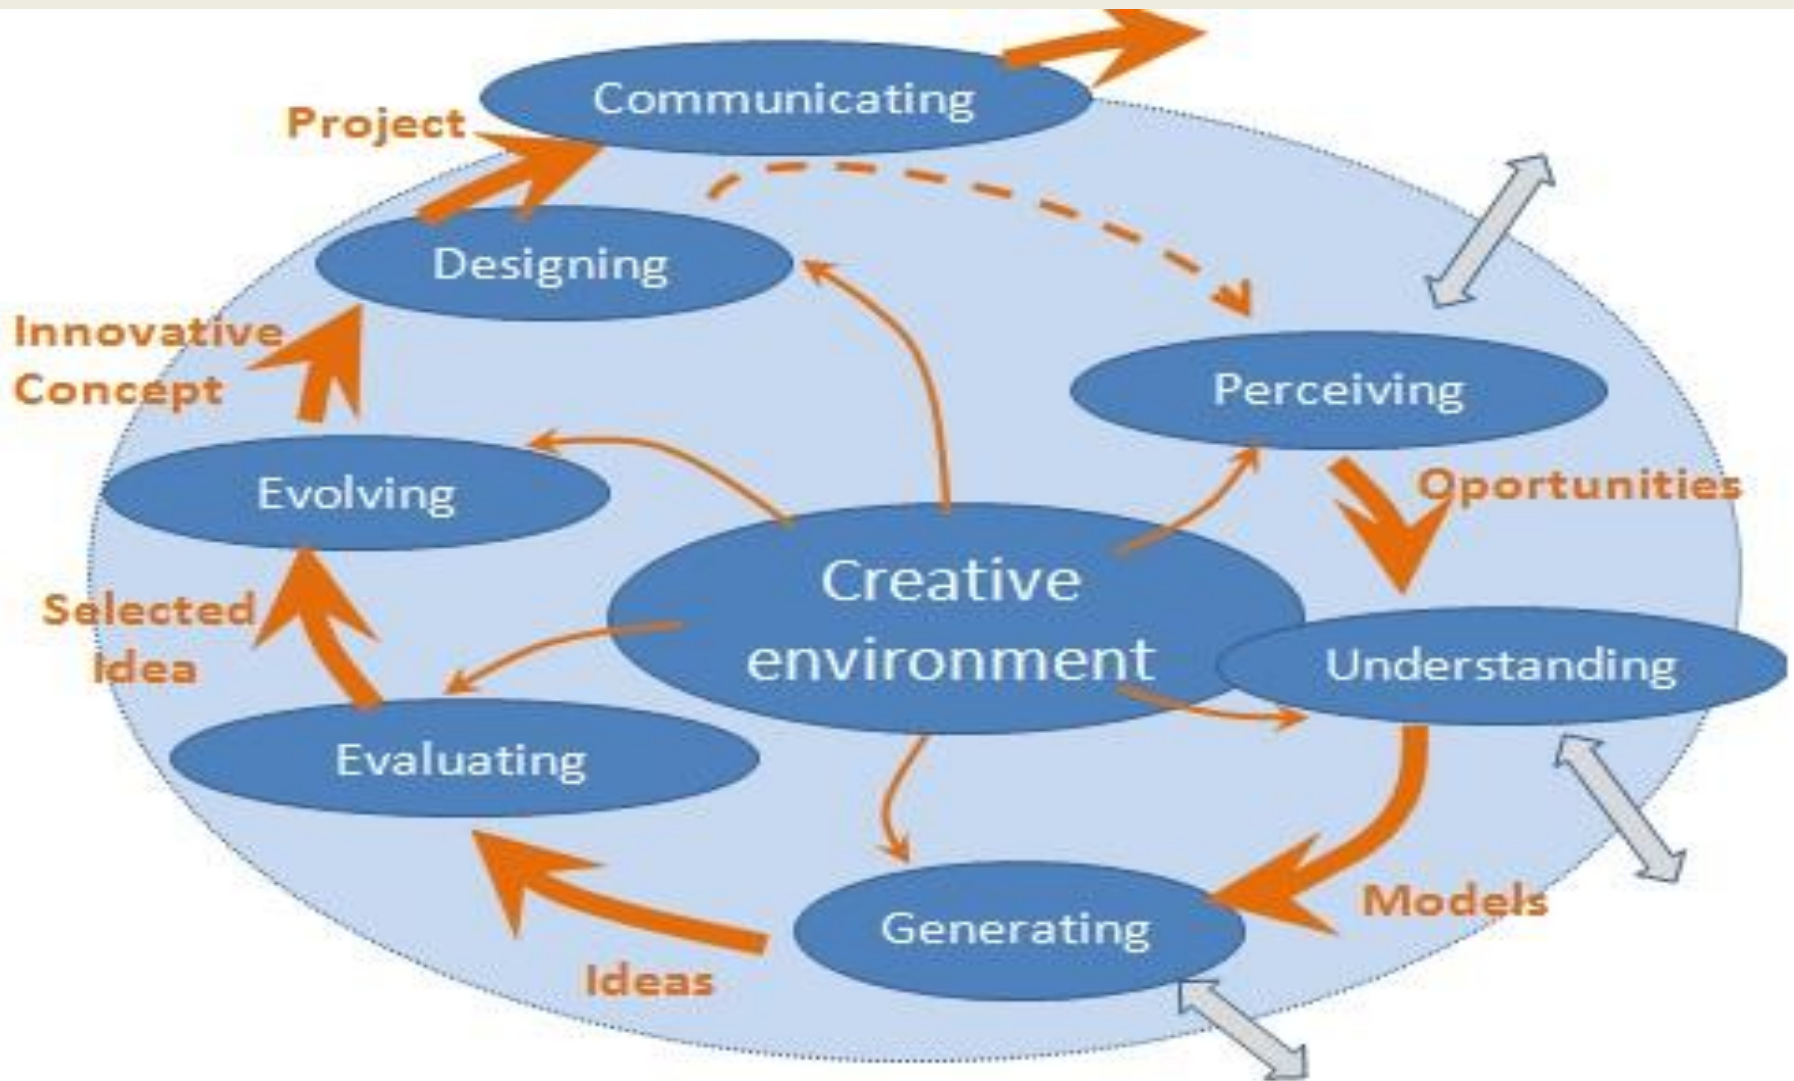 Communicating
Project
Designing
Innovative
Concept
Perceiving
Evolving
Oportunities
Creative
environment
Selected
Idea
Understanding
Evaluating
Models
Generating
Ideas